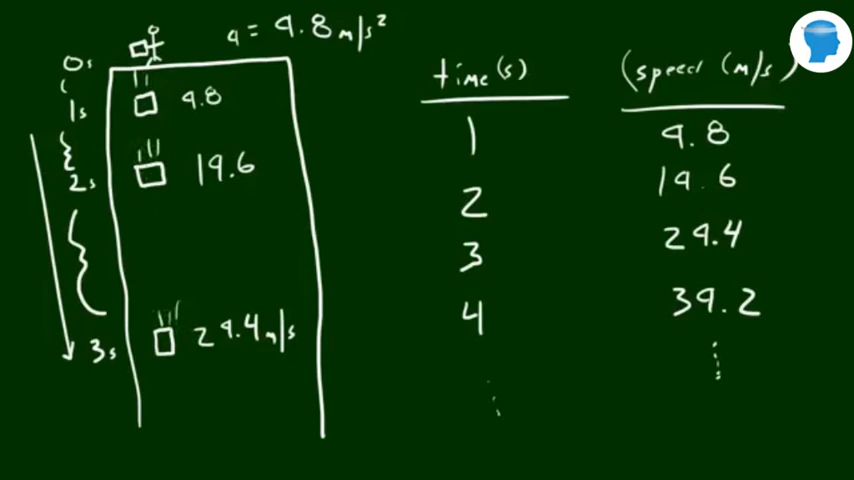 a = 9.8 m/s²
0s
1s
9.8
2s
19.6
3s
29.4 m/s
time (s) (speed (m/s)
1 9.8
2 19.6
3 29.4
4 39.2